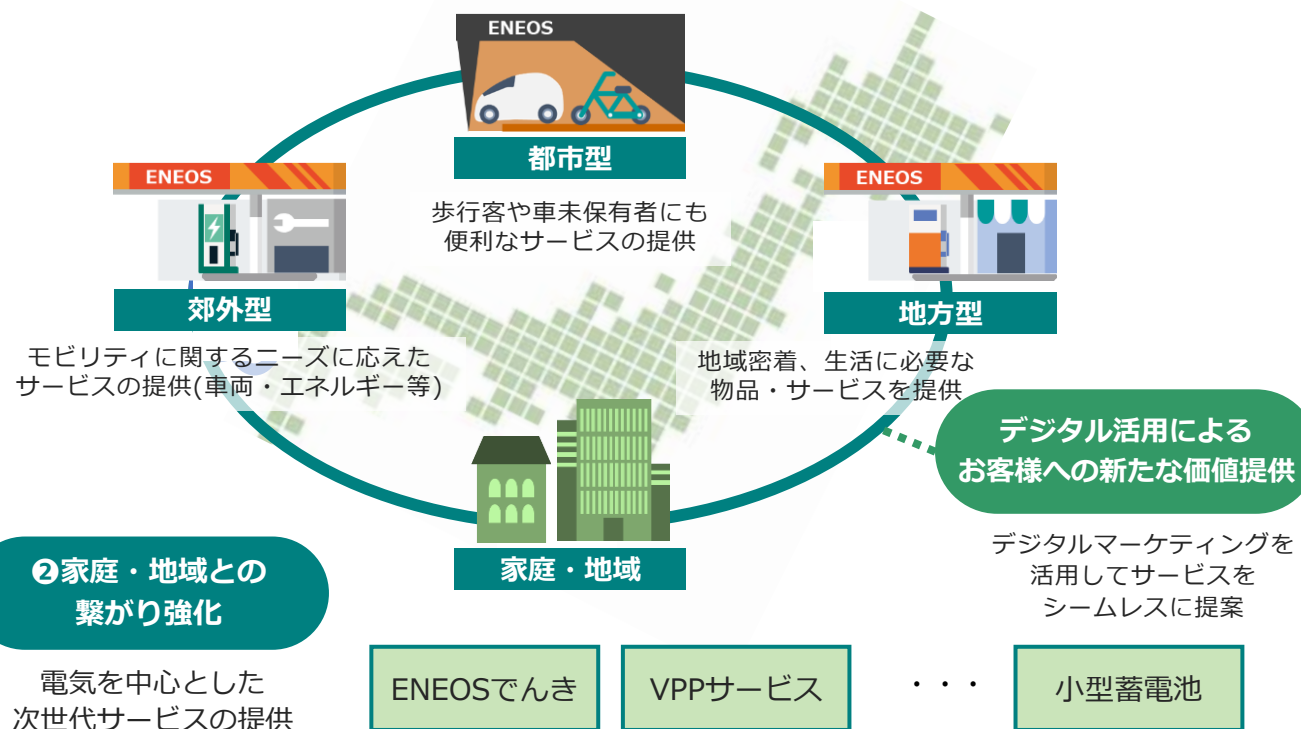 ENEOS
都市型
歩行客や車未保有者にも
便利なサービスの提供
ENEOS
郊外型
モビリティに関するニーズに応えた
サービスの提供(車両・エネルギー等)
ENEOS
地方型
地域密着、生活に必要な
物品・サービスを提供
デジタル活用による
お客様への新たな価値提供
デジタルマーケティングを
活用してサービスを
シームレスに提案
家庭・地域
❷家庭・地域との
繋がり強化
電気を中心とした
次世代サービスの提供
ENEOSでんき
VPPサービス
・・・
小型蓄電池